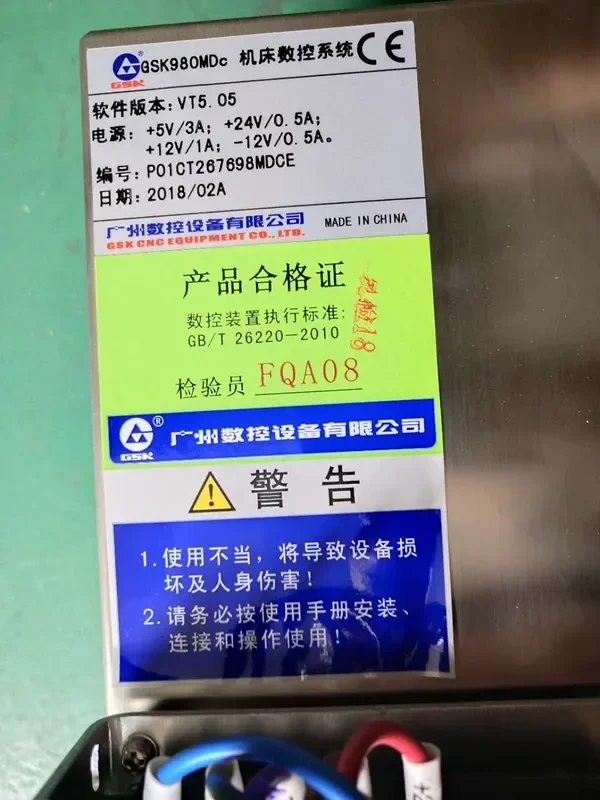 GSK® GSK980MDc 机床数控系统 CE
软件版本: VT5.05
电源: +5V/3A; +24V/0.5A;
+12V/1A; -12V/0.5A。
编号: P01CT267698MDCE
日期: 2018/02A
广州数控设备有限公司 MADE IN CHINA
GSK CNC EQUIPMENT CO., LTD.
产品合格证
数控装置执行标准:
GB/T 26220-2010
检验员 FQA08
GSK® 广州数控设备有限公司
警 告
1. 使用不当，将导致设备损
坏及人身伤害！
2. 请务必按使用手册安装、
连接和操作使用！